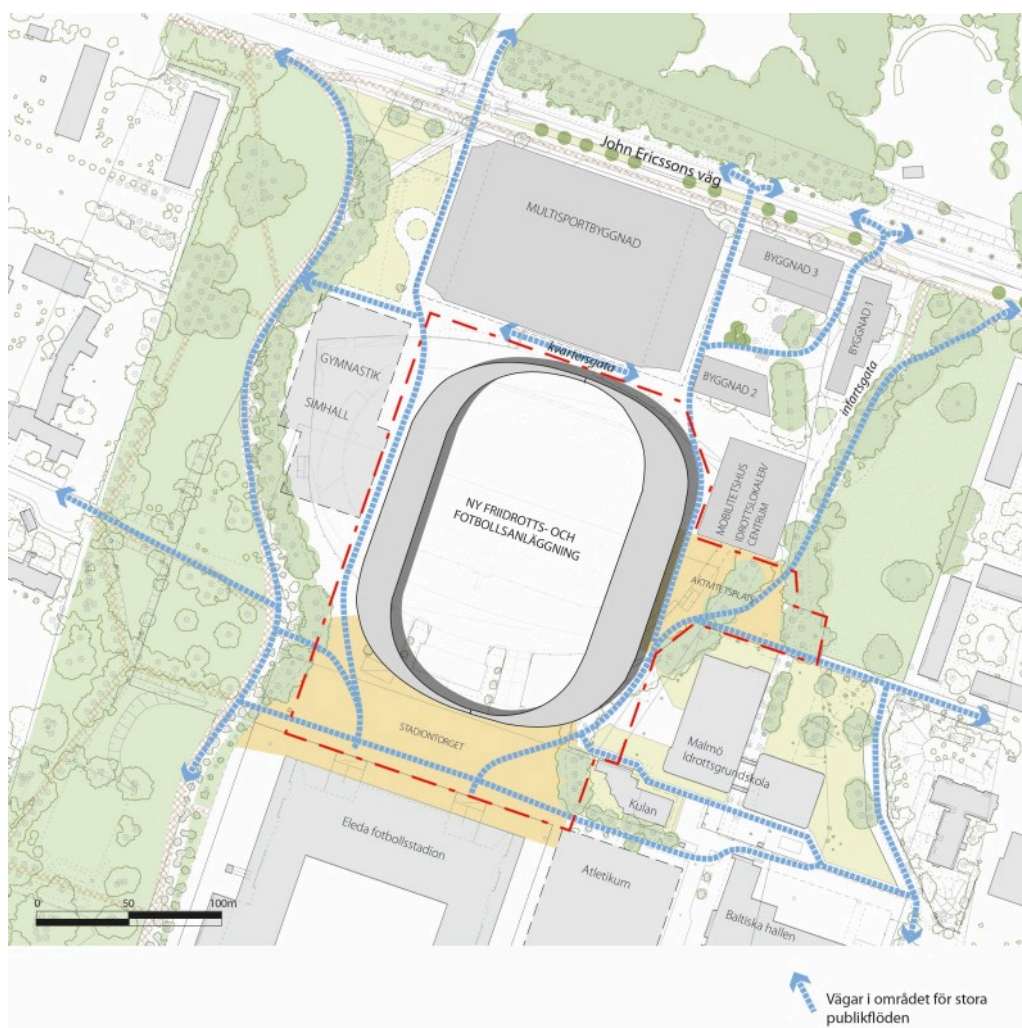 John Ericssons väg
MULTISPORTBYGGNAD
BYGGNAD 3
BYGGNAD 1
kvartersgata
GYMNASTIK
SIMHALL
BYGGNAD 2
infartsgata
NY FRIIDROTTS- OCH
FOTBOLLSANLÄGGNING
MOBILITETSHUS
IDROTTSLOKALER/
CENTRUM
AKTIVITETSPLATS
STADIONTORGET
Malmö
Idrottsgrundskola
Kulan
Eleda fotbollsstadion
Atletikum
Baltiska hallen
0 50 100m
Vägar i området för stora
publikflöden